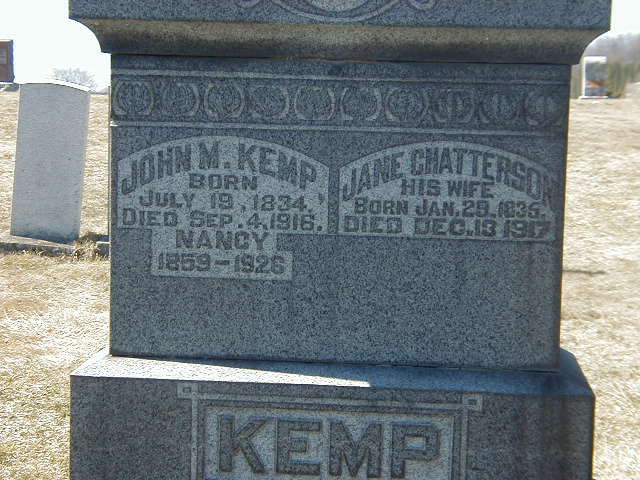 JOHN M. KEMP
BORN
JULY 19, 1834.
DIED SEP. 4, 1916.
NANCY
1859-1926
JANE CHATTERSON
HIS WIFE
BORN JAN. 29, 1835.
DIED DEC. 13 1917
KEMP